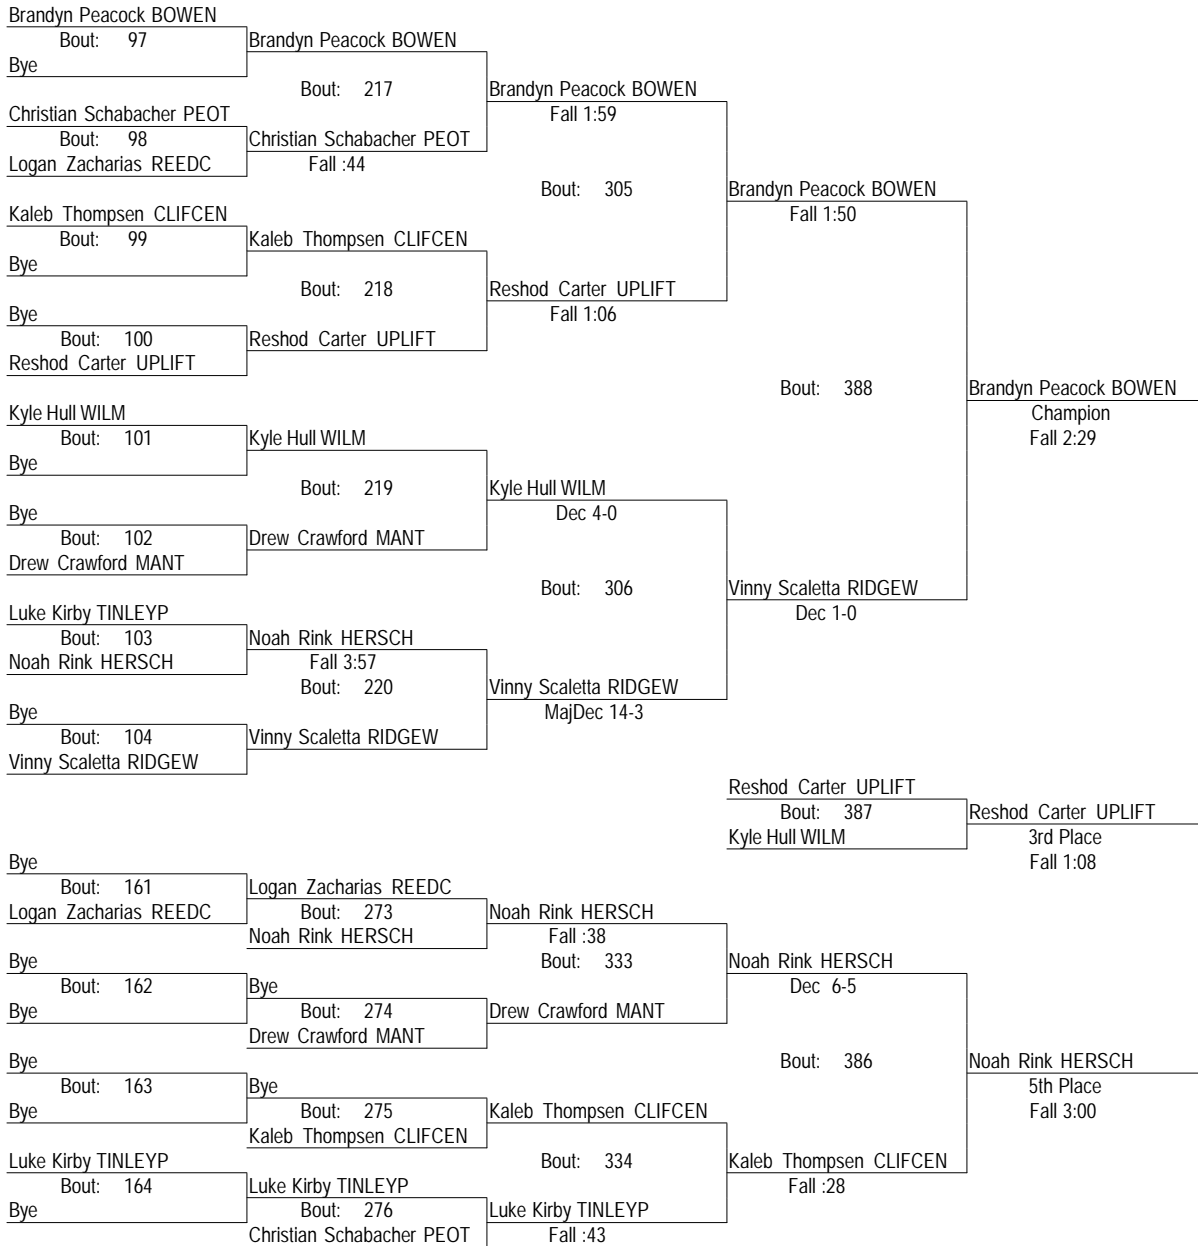 Brandyn Peacock BOWEN
Bout: 97
Brandyn Peacock BOWEN
Bye
Bout: 217
Brandyn Peacock BOWEN
Christian Schabacher PEOT
Fall 1:59
Bout: 98
Christian Schabacher PEOT
Logan Zacharias REEDC
Fall :44
Bout: 305
Brandyn Peacock BOWEN
Kaleb Thompsen CLIFCEN
Fall 1:50
Bout: 99
Kaleb Thompsen CLIFCEN
Bye
Bout: 218
Reshod Carter UPLIFT
Bye
Fall 1:06
Bout: 100
Reshod Carter UPLIFT
Reshod Carter UPLIFT
Bout: 388
Brandyn Peacock BOWEN
Kyle Hull WILM
Champion
Bout: 101
Kyle Hull WILM
Fall 2:29
Bye
Bout: 219
Kyle Hull WILM
Bye
Dec 4-0
Bout: 102
Drew Crawford MANT
Drew Crawford MANT
Bout: 306
Vinny Scaletta RIDGEW
Luke Kirby TINLEYP
Dec 1-0
Bout: 103
Noah Rink HERSCH
Noah Rink HERSCH
Fall 3:57
Bout: 220
Vinny Scaletta RIDGEW
Bye
MajDec 14-3
Bout: 104
Vinny Scaletta RIDGEW
Vinny Scaletta RIDGEW
Reshod Carter UPLIFT
Bout: 387
Reshod Carter UPLIFT
Kyle Hull WILM
3rd Place
Bye
Fall 1:08
Bout: 161
Logan Zacharias REEDC
Logan Zacharias REEDC
Bout: 273
Noah Rink HERSCH
Noah Rink HERSCH
Fall :38
Bye
Bout: 333
Noah Rink HERSCH
Bout: 162
Bye
Dec 6-5
Bye
Bout: 274
Drew Crawford MANT
Drew Crawford MANT
Bye
Bout: 386
Noah Rink HERSCH
Bout: 163
Bye
5th Place
Bye
Bout: 275
Kaleb Thompsen CLIFCEN
Fall 3:00
Kaleb Thompsen CLIFCEN
Luke Kirby TINLEYP
Bout: 334
Kaleb Thompsen CLIFCEN
Bout: 164
Luke Kirby TINLEYP
Fall :28
Bye
Bout: 276
Luke Kirby TINLEYP
Christian Schabacher PEOT
Fall :43